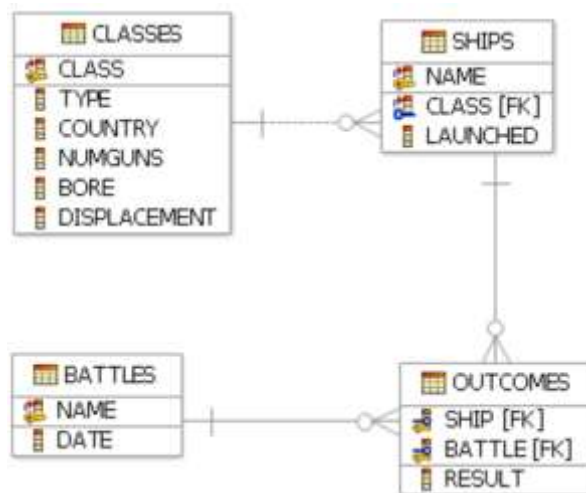 CLASSES
CLASS
TYPE
COUNTRY
NUMGUNS
BORE
DISPLACEMENT
SHIPS
NAME
CLASS [FK]
LAUNCHED
BATTLES
NAME
DATE
OUTCOMES
SHIP [FK]
BATTLE [FK]
RESULT